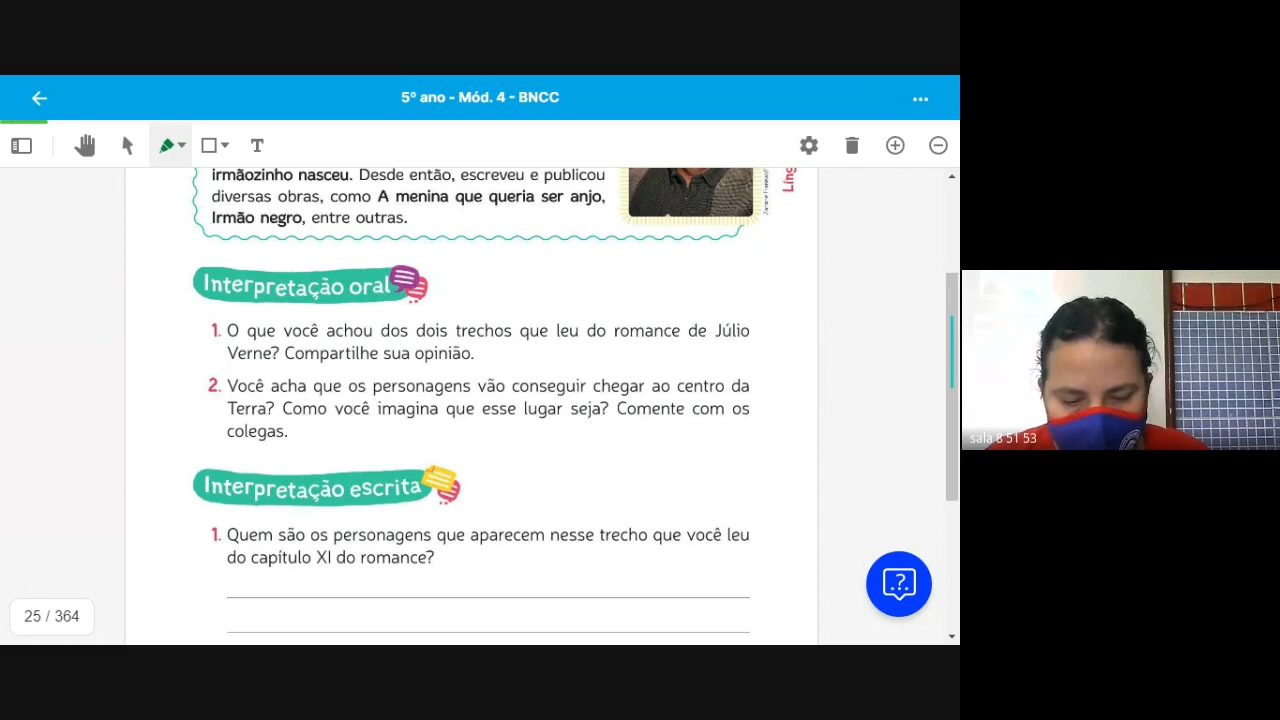 5º ano - Mód. 4 - BNCC
T
irmãozinho nasceu. Desde então, escreveu e publicou
diversas obras, como A menina que queria ser anjo,
Irmão negro, entre outras.
Líng
Interpretação oral
1. O que você achou dos dois trechos que leu do romance de Júlio
Verne? Compartilhe sua opinião.
2. Você acha que os personagens vão conseguir chegar ao centro da
Terra? Como você imagina que esse lugar seja? Comente com os
colegas.
Interpretação escrita
1. Quem são os personagens que aparecem nesse trecho que você leu
do capítulo XI do romance?
25 / 364
sala 8 51 53